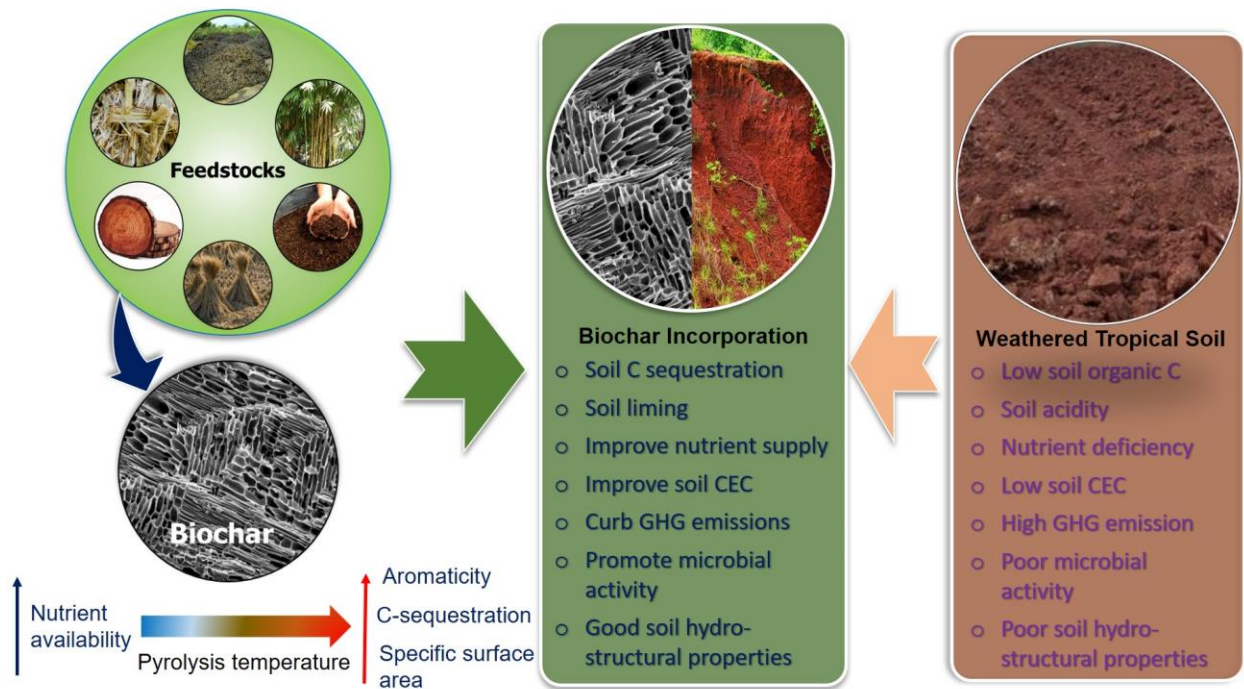 Feedstocks
Biochar
Nutrient
availability
Pyrolysis temperature
Aromaticity
C-sequestration
Specific surface
area
Biochar Incorporation
o Soil C sequestration
o Soil liming
o Improve nutrient supply
o Improve soil CEC
o Curb GHG emissions
o Promote microbial
activity
o Good soil hydro-
structural properties
Weathered Tropical Soil
o Low soil organic C
o Soil acidity
o Nutrient deficiency
o Low soil CEC
o High GHG emission
o Poor microbial
activity
o Poor soil hydro-
structural properties